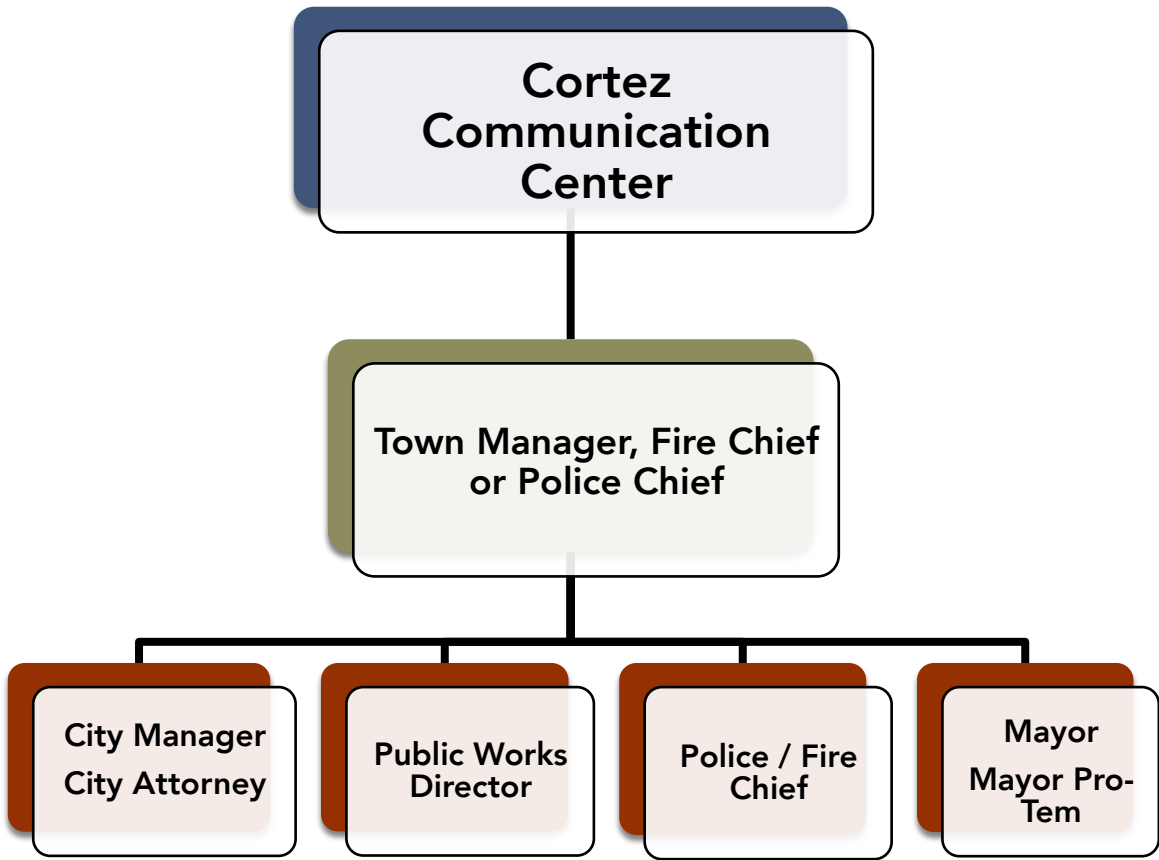 Cortez
Communication
Center
Town Manager, Fire Chief
or Police Chief
City Manager
City Attorney
Public Works
Director
Police / Fire
Chief
Mayor
Mayor Pro-
Tem